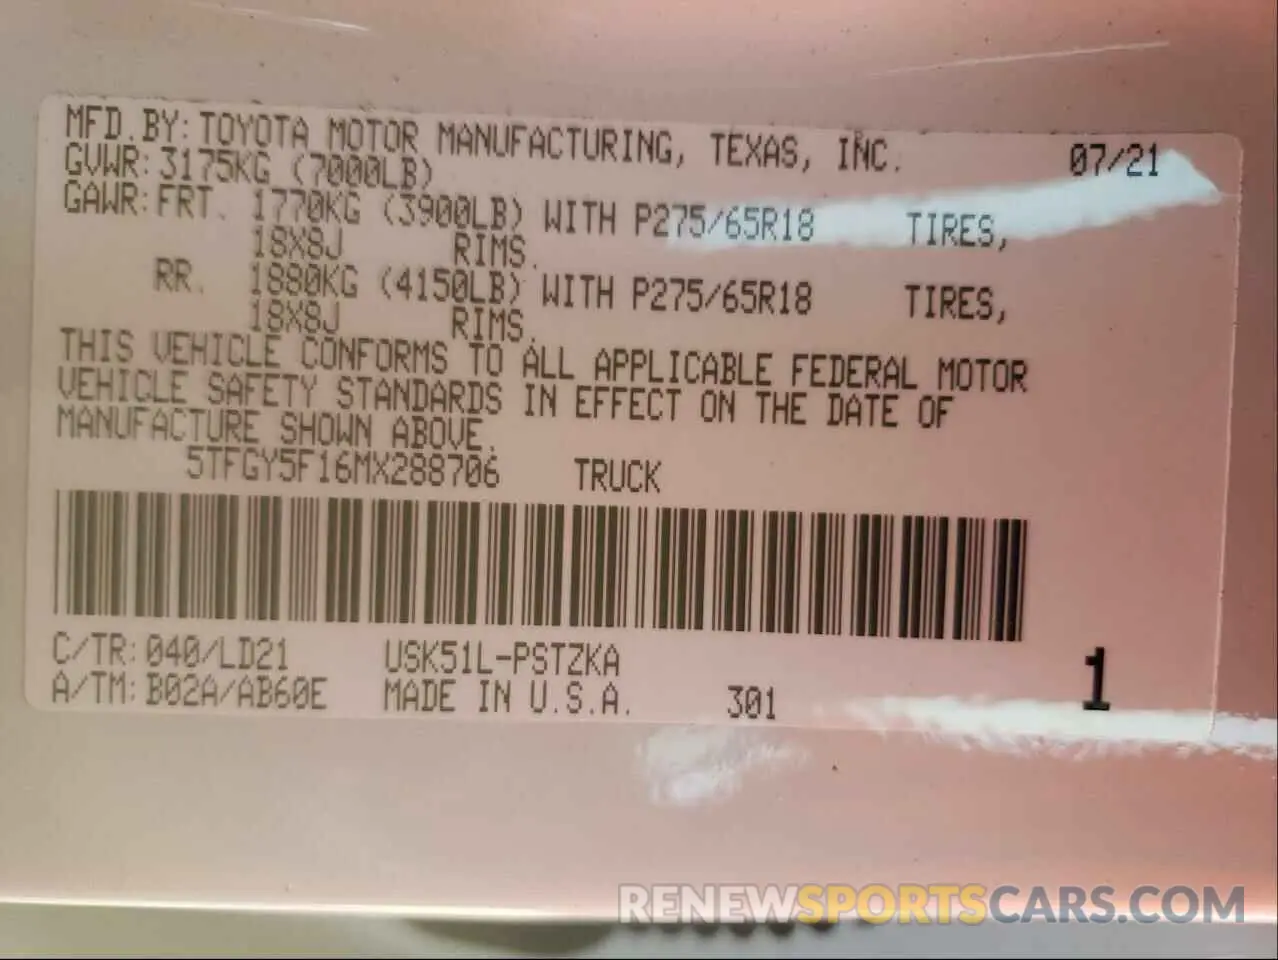 MFD.BY: TOYOTA MOTOR MANUFACTURING, TEXAS, INC. 07/21
GVWR: 3175KG (7000LB)
GAWR: FRT. 1770KG (3900LB) WITH P275/65R18 TIRES,
18X8J RIMS.
RR. 1880KG (4150LB) WITH P275/65R18 TIRES,
18X8J RIMS.
THIS VEHICLE CONFORMS TO ALL APPLICABLE FEDERAL MOTOR
VEHICLE SAFETY STANDARDS IN EFFECT ON THE DATE OF
MANUFACTURE SHOWN ABOVE.
5TFGY5F16MX288706 TRUCK
C/TR: 040/LD21 USK51L-PSTZKA 1
A/TM: B02A/AB60E MADE IN U.S.A. 301
RENEWSPORTSCARS.COM